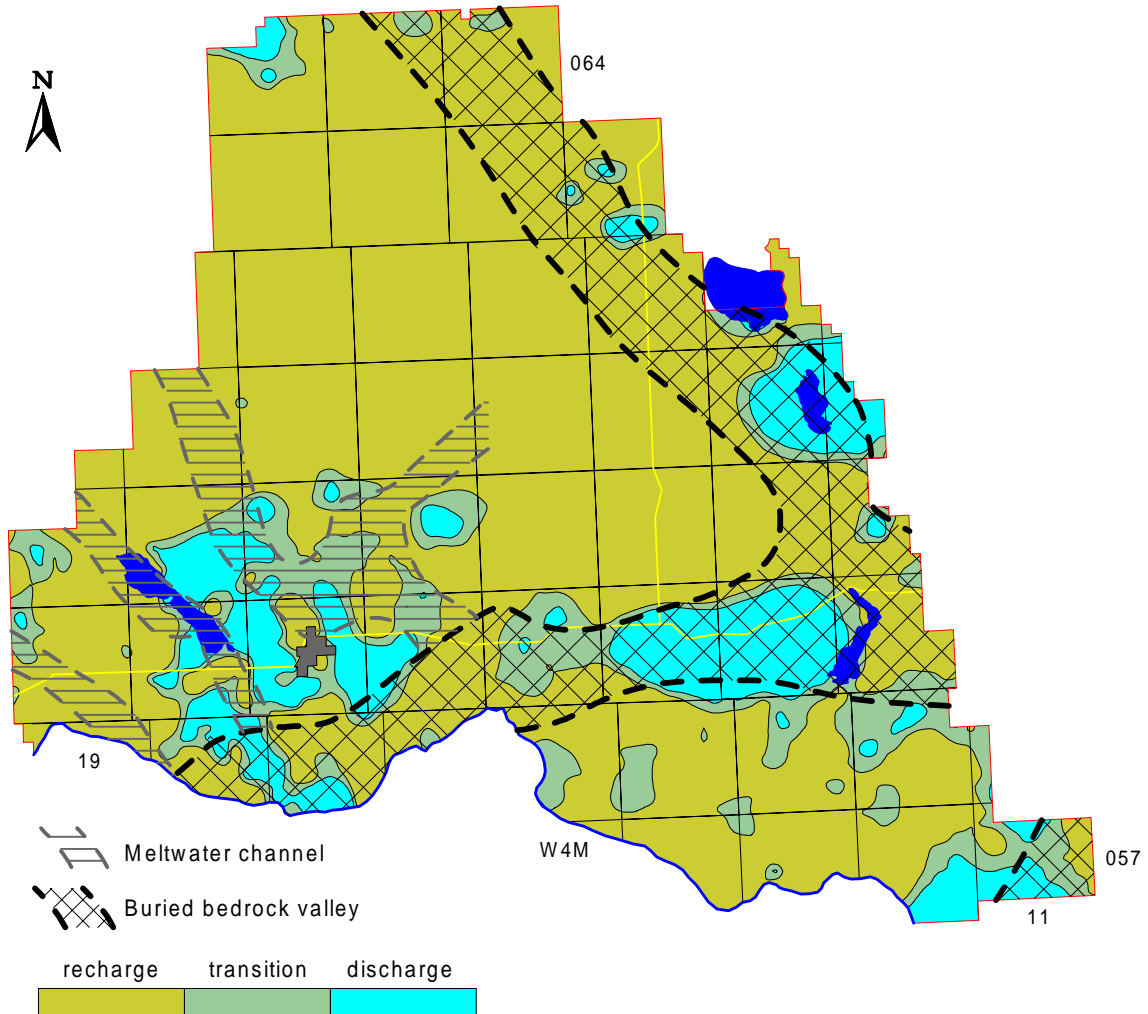 064
N
19
Meltwater channel
W4M
057
Buried bedrock valley
11
recharge transition discharge